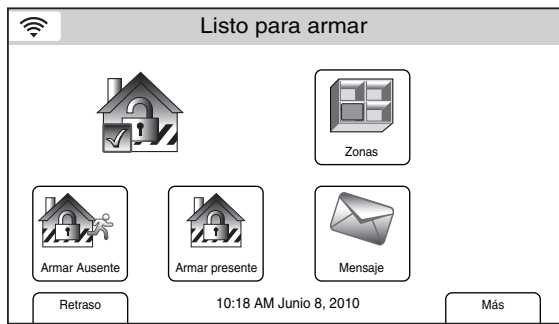 Listo para armar
Zonas
Armar Ausente
Armar presente
Mensaje
Retraso
10:18 AM Junio 8, 2010
Más